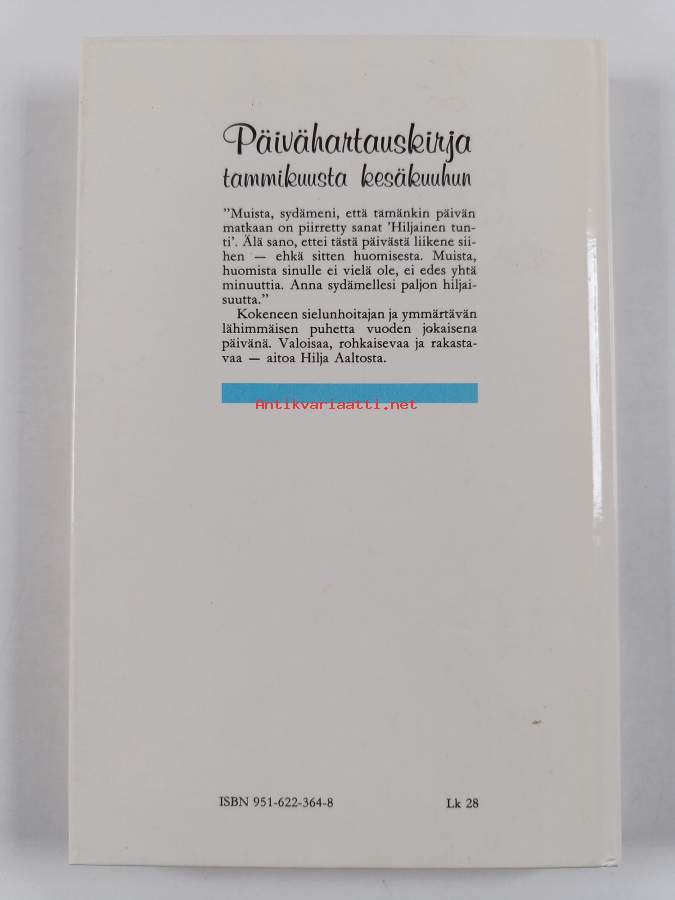 Päivähartauskirja
tammikuusta kesäkuuhun
"Muista, sydämeni, että tämänkin päivän
matkaan on piirretty sanat 'Hiljainen tun-
ti'. Älä sano, ettei tästä päivästä liikene sii-
hen — ehkä sitten huomisesta. Muista,
huomista sinulle ei vielä ole, ei edes yhtä
minuuttia. Anna sydämellesi paljon hiljai-
suutta."
Kokeneen sielunhoitajan ja ymmärtävän
lähimmäisen puhetta vuoden jokaisena
päivänä. Valoisaa, rohkaisevaa ja rakasta-
vaa — aitoa Hilja Aaltosta.
Antikvariaatti.net
ISBN 951-622-364-8 Lk 28